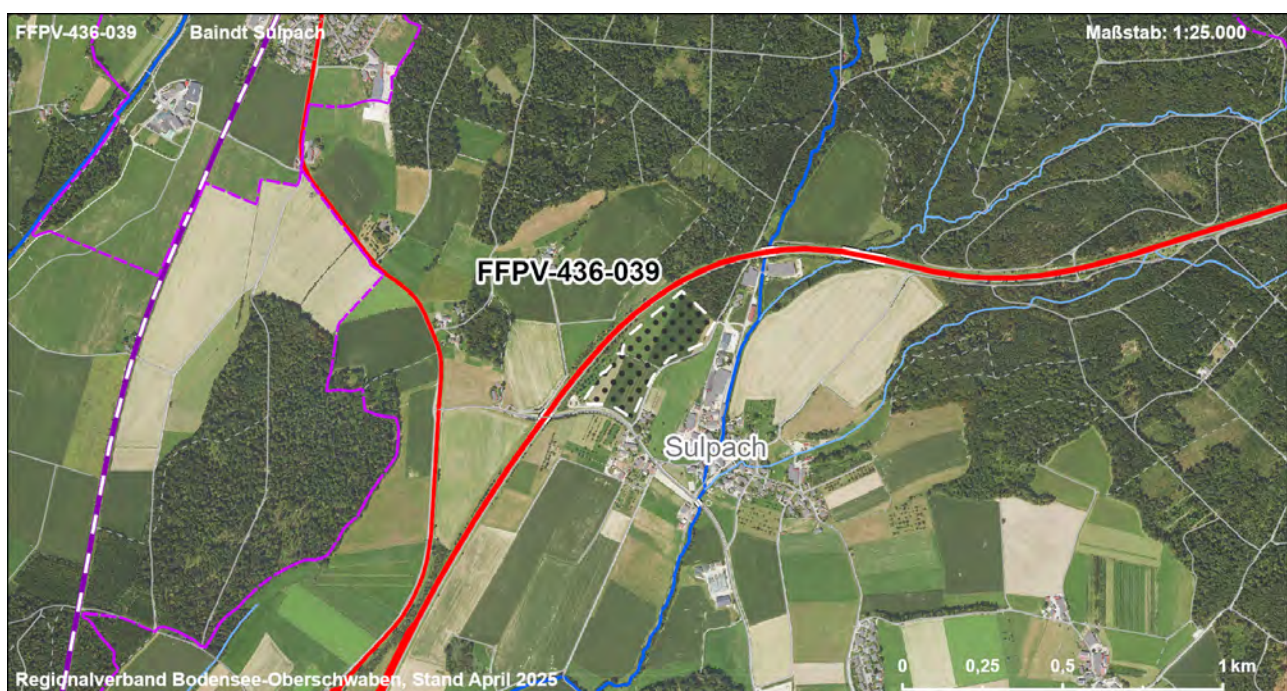 FFPV-436-039 Baindt Sulpach Maßstab: 1:25.000
FFPV-436-039
Sulpach
0 0,25 0,5 1 km
Regionalverband Bodensee-Oberschwaben, Stand April 2025